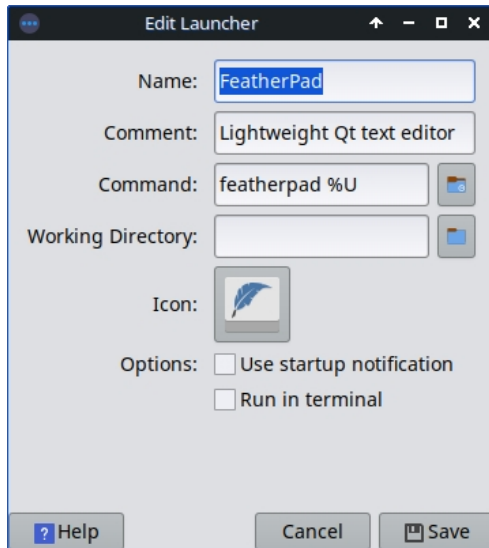 Edit Launcher
Name: FeatherPad
Comment: Lightweight Qt text editor
Command: featherpad %U
Working Directory:
Icon:
Options: Use startup notification
Run in terminal
? Help Cancel Save